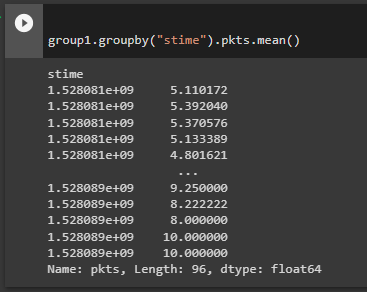 group1.groupby("stime").pkts.mean()
stime
1.528081e+09 5.110172
1.528081e+09 5.392040
1.528081e+09 5.370576
1.528081e+09 5.133389
1.528081e+09 4.801621
...
1.528089e+09 9.250000
1.528089e+09 8.222222
1.528089e+09 8.000000
1.528089e+09 10.000000
1.528089e+09 10.000000
Name: pkts, Length: 96, dtype: float64